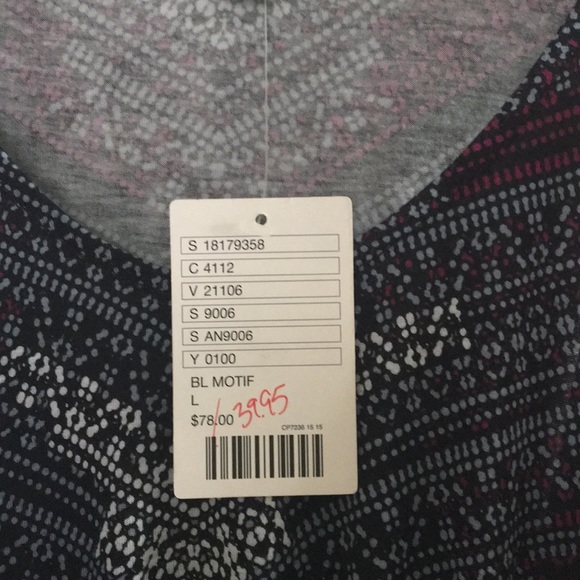 S 18179358
C 4112
V 21106
S 9006
S AN9006
Y 0100
BL MOTIF
L
$78.00 39.95
CP7236 15 15